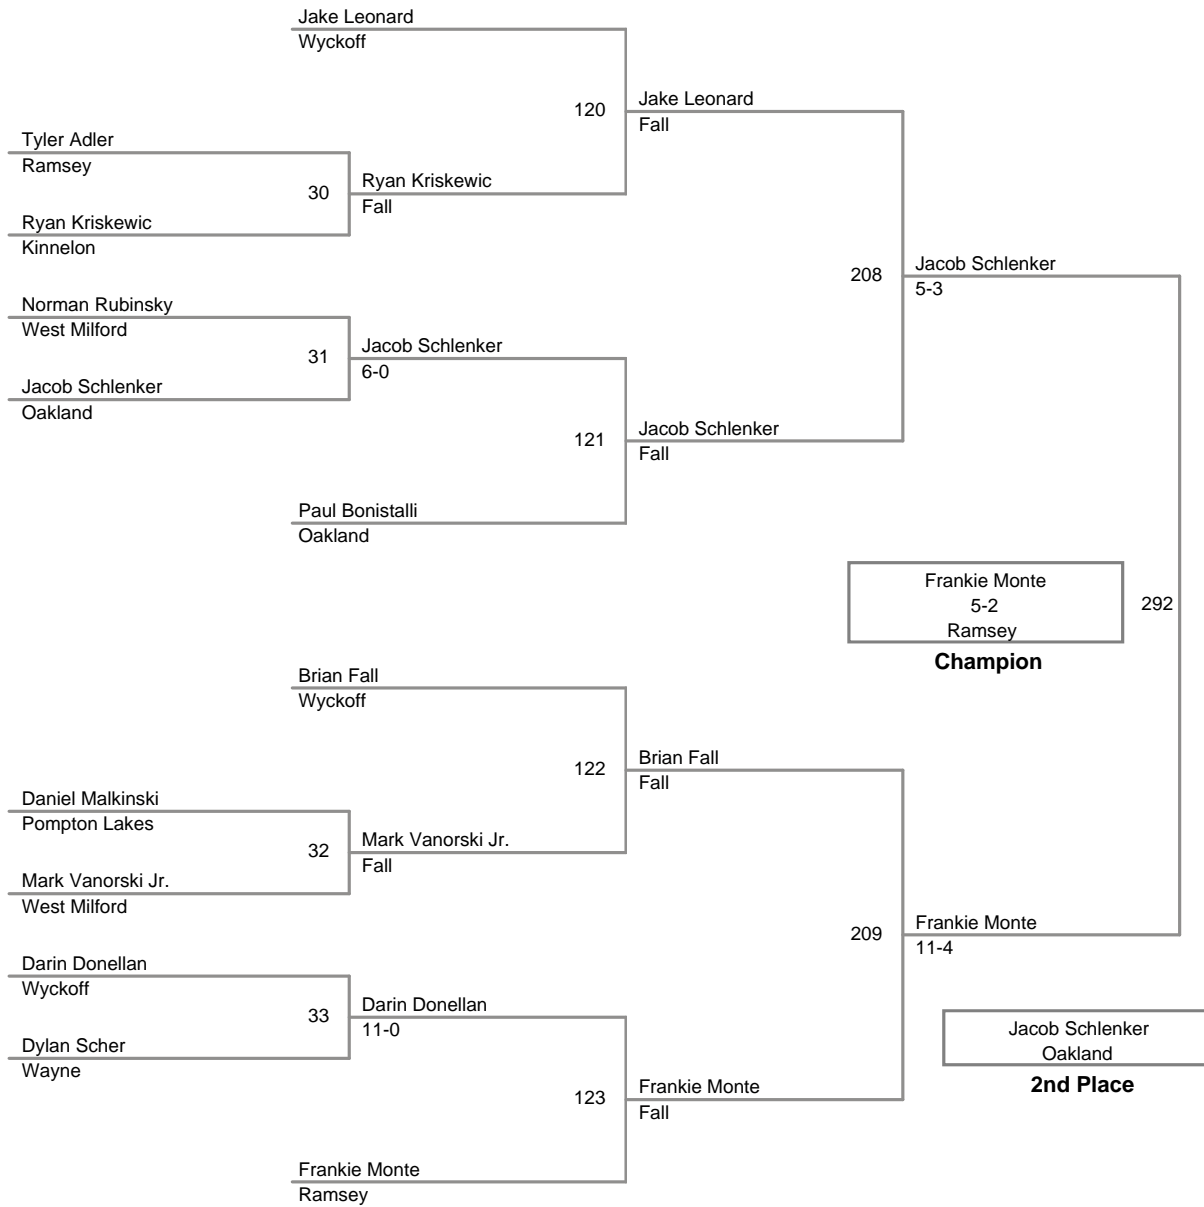 Jake Leonard
Wyckoff
120
Jake Leonard
Fall
Tyler Adler
Ramsey
30
Ryan Kriskewic
Fall
Ryan Kriskewic
Kinnelon
208
Jacob Schlenker
5-3
Norman Rubinsky
West Milford
31
Jacob Schlenker
6-0
Jacob Schlenker
Oakland
121
Jacob Schlenker
Fall
Paul Bonistalli
Oakland
Frankie Monte
5-2
Ramsey
Champion
292
Brian Fall
Wyckoff
122
Brian Fall
Fall
Daniel Malkinski
Pompton Lakes
32
Mark Vanorski Jr.
Fall
Mark Vanorski Jr.
West Milford
209
Frankie Monte
11-4
Darin Donellan
Wyckoff
33
Darin Donellan
11-0
Dylan Scher
Wayne
Jacob Schlenker
Oakland
2nd Place
123
Frankie Monte
Fall
Frankie Monte
Ramsey